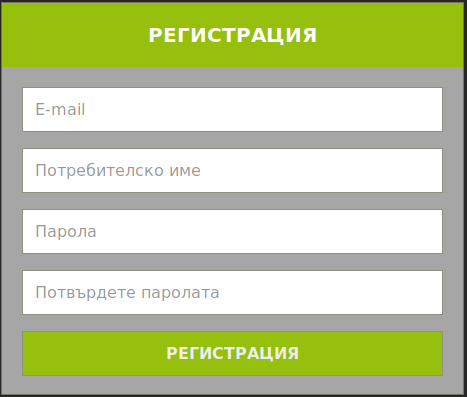 РЕГИСТРАЦИЯ
E-mail
Потребителско име
Парола
Потвърдете паролата
РЕГИСТРАЦИЯ